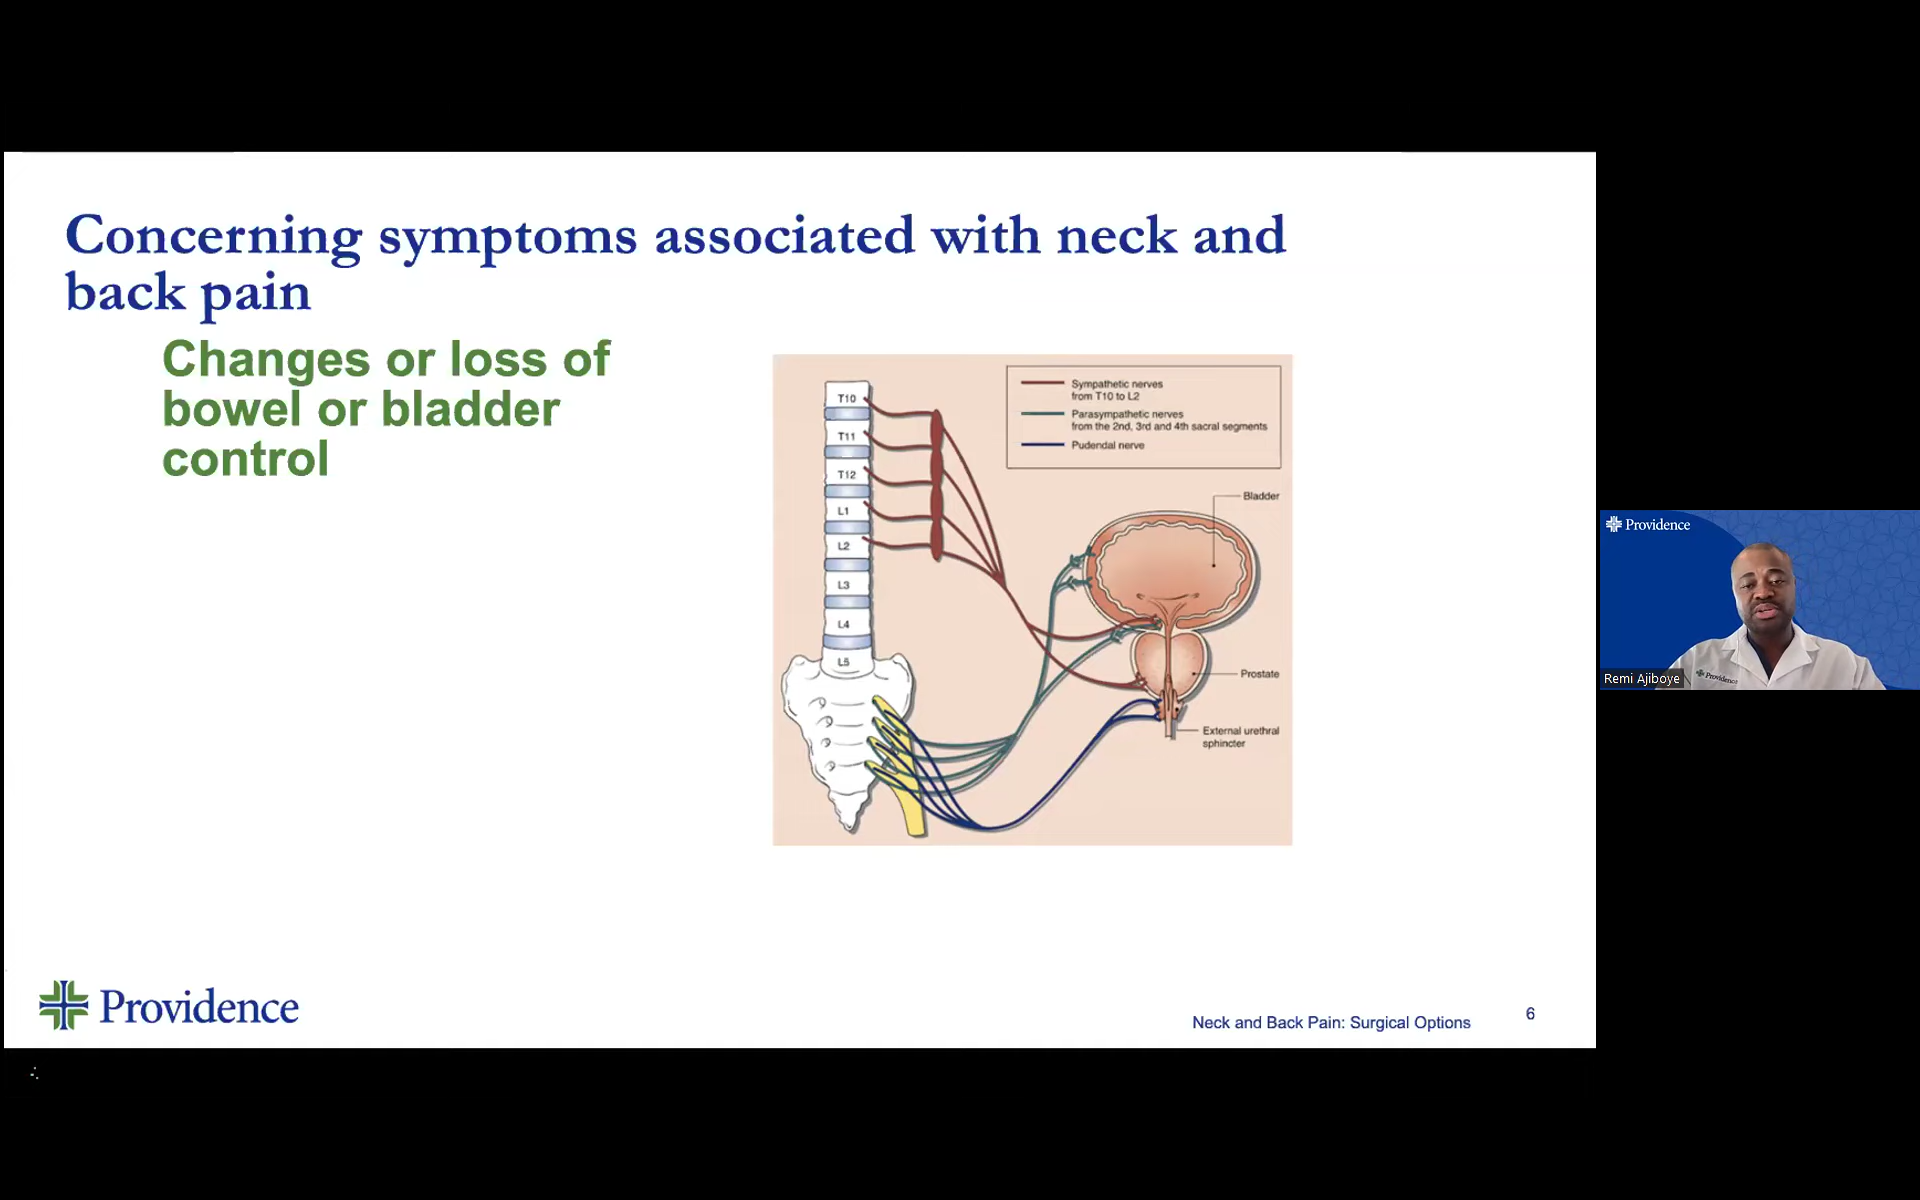 Concerning symptoms associated with neck and
back pain
Changes or loss of
bowel or bladder
control
T10
T11
T12
L1
L2
L3
L4
L5
Sympathetic nerves
from T10 to L2
Parasympathetic nerves
from the 2nd, 3rd and 4th sacral segments
Pudendal nerve
Bladder
Prostate
External urethral
sphincter
Providence
Neck and Back Pain: Surgical Options
6
Providence
Providence
Remi Ajiboye